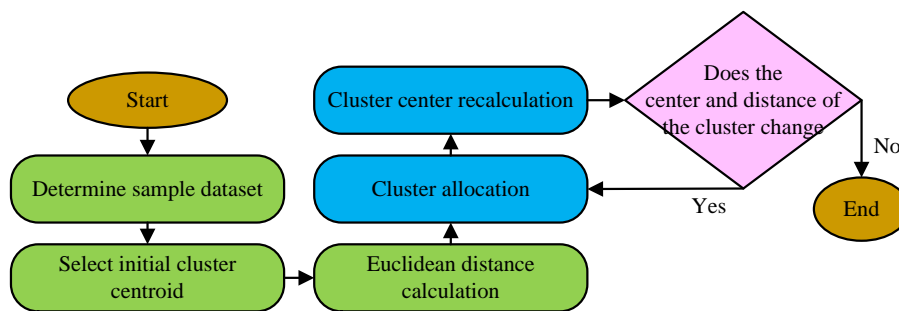 Start
Determine sample dataset
Select initial cluster
centroid
Euclidean distance
calculation
Cluster allocation
Cluster center recalculation
Does the
center and distance of
the cluster change
Yes
No
End